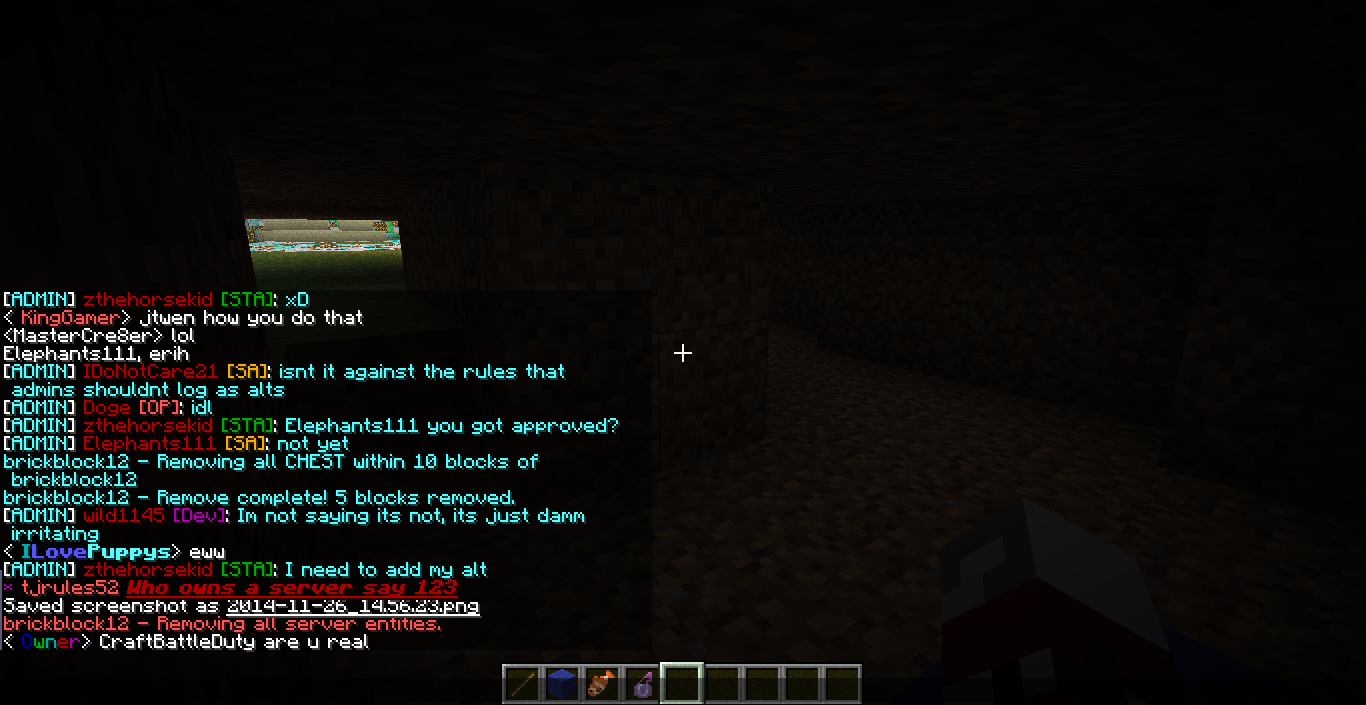 [ADMIN] zthehorsekid [STA]: xD
< KingGamer> jtwen how you do that
<MasterCre8er> lol
Elephants111, erih
[ADMIN] IDoNotCare21 [SA]: isnt it against the rules that
admins shouldnt log as alts
[ADMIN] Doge [OP]: idl
[ADMIN] zthehorsekid [STA]: Elephants111 you got approved?
[ADMIN] Elephants111 [SA]: not yet
brickblock12 - Removing all CHEST within 10 blocks of
brickblock12
brickblock12 - Remove complete! 5 blocks removed.
[ADMIN] wild1145 [Dev]: Im not saying its not, its just damm
irritating
< ILovePuppys> eww
[ADMIN] zthehorsekid [STA]: I need to add my alt
* tjrules52 Who owns a server say 123
Saved screenshot as 2014-11-26_14.56.23.png
brickblock12 - Removing all server entities.
< Owner> CraftBattleDuty are u real